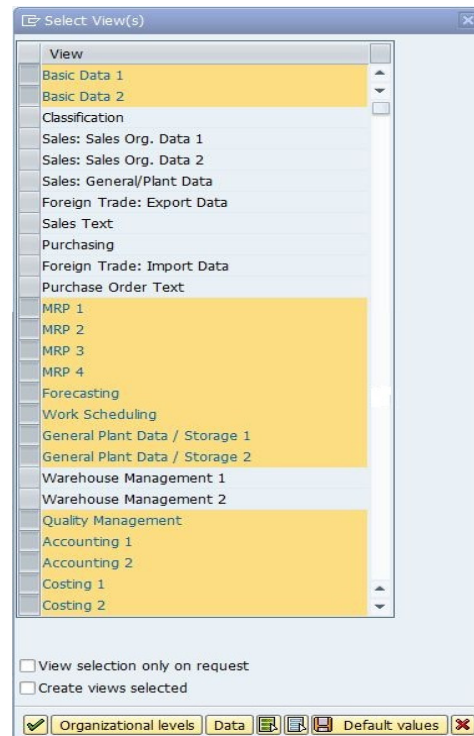 Select View(s)
View
Basic Data 1
Basic Data 2
Classification
Sales: Sales Org. Data 1
Sales: Sales Org. Data 2
Sales: General/Plant Data
Foreign Trade: Export Data
Sales Text
Purchasing
Foreign Trade: Import Data
Purchase Order Text
MRP 1
MRP 2
MRP 3
MRP 4
Forecasting
Work Scheduling
General Plant Data / Storage 1
General Plant Data / Storage 2
Warehouse Management 1
Warehouse Management 2
Quality Management
Accounting 1
Accounting 2
Costing 1
Costing 2
View selection only on request
Create views selected
Organizational levels Data Default values